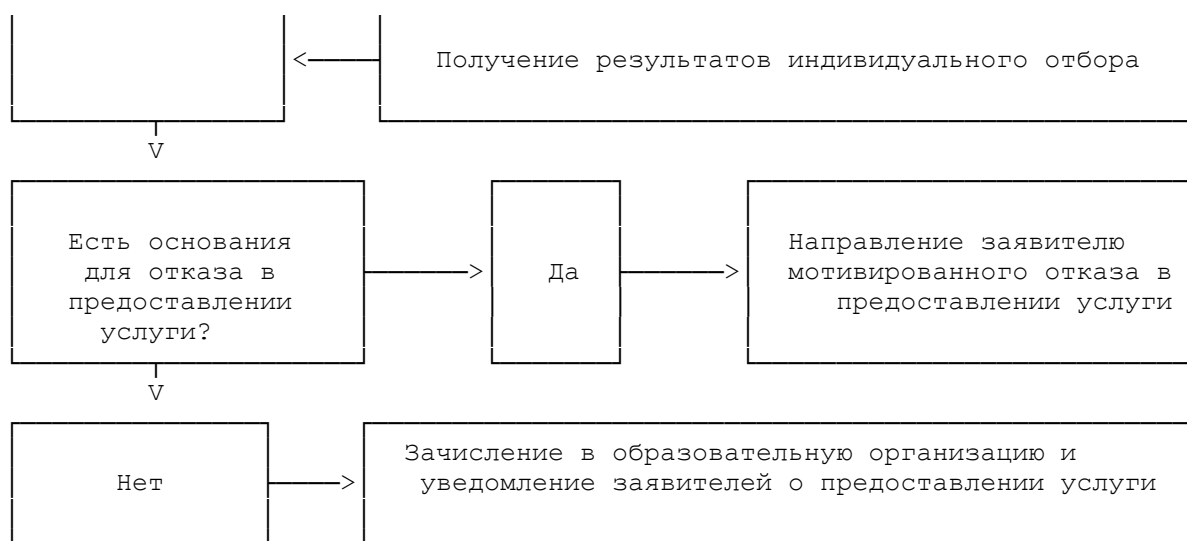 Получение результатов индивидуального отбора
Есть основания
для отказа в
предоставлении
услуги?
Да
Направление заявителю
мотивированного отказа в
предоставлении услуги
Нет
Зачисление в образовательную организацию и
уведомление заявителей о предоставлении услуги